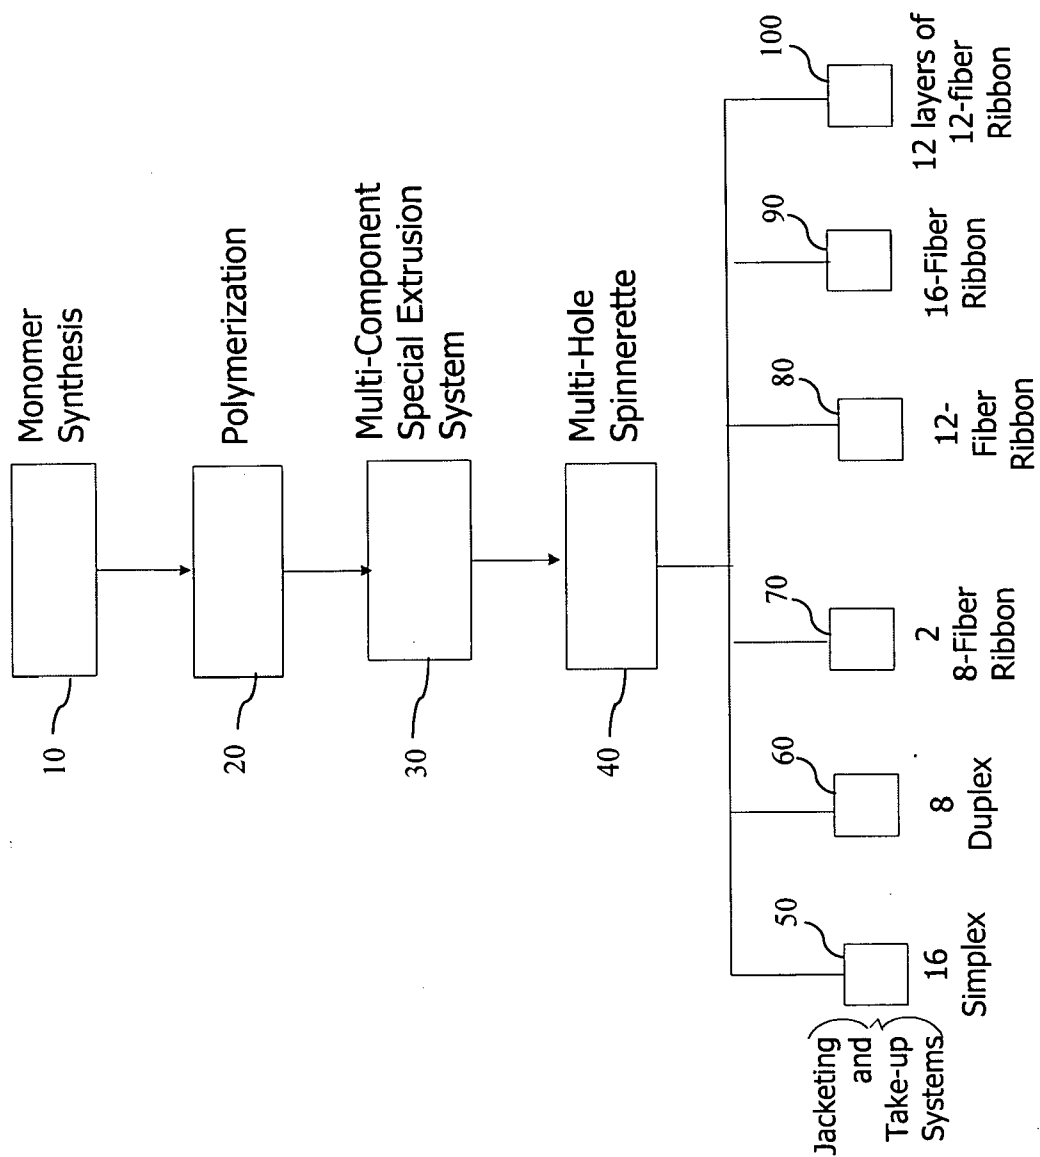 Monomer
Synthesis
10
Polymerization
20
Multi-Component
Special Extrusion
System
30
Multi-Hole
Spinnerette
40
Jacketing
and
Take-up
Systems
50
16
Simplex
60
8
Duplex
70
2
8-Fiber
Ribbon
80
12-
Fiber
Ribbon
90
16-Fiber
Ribbon
100
12 layers of
12-fiber
Ribbon